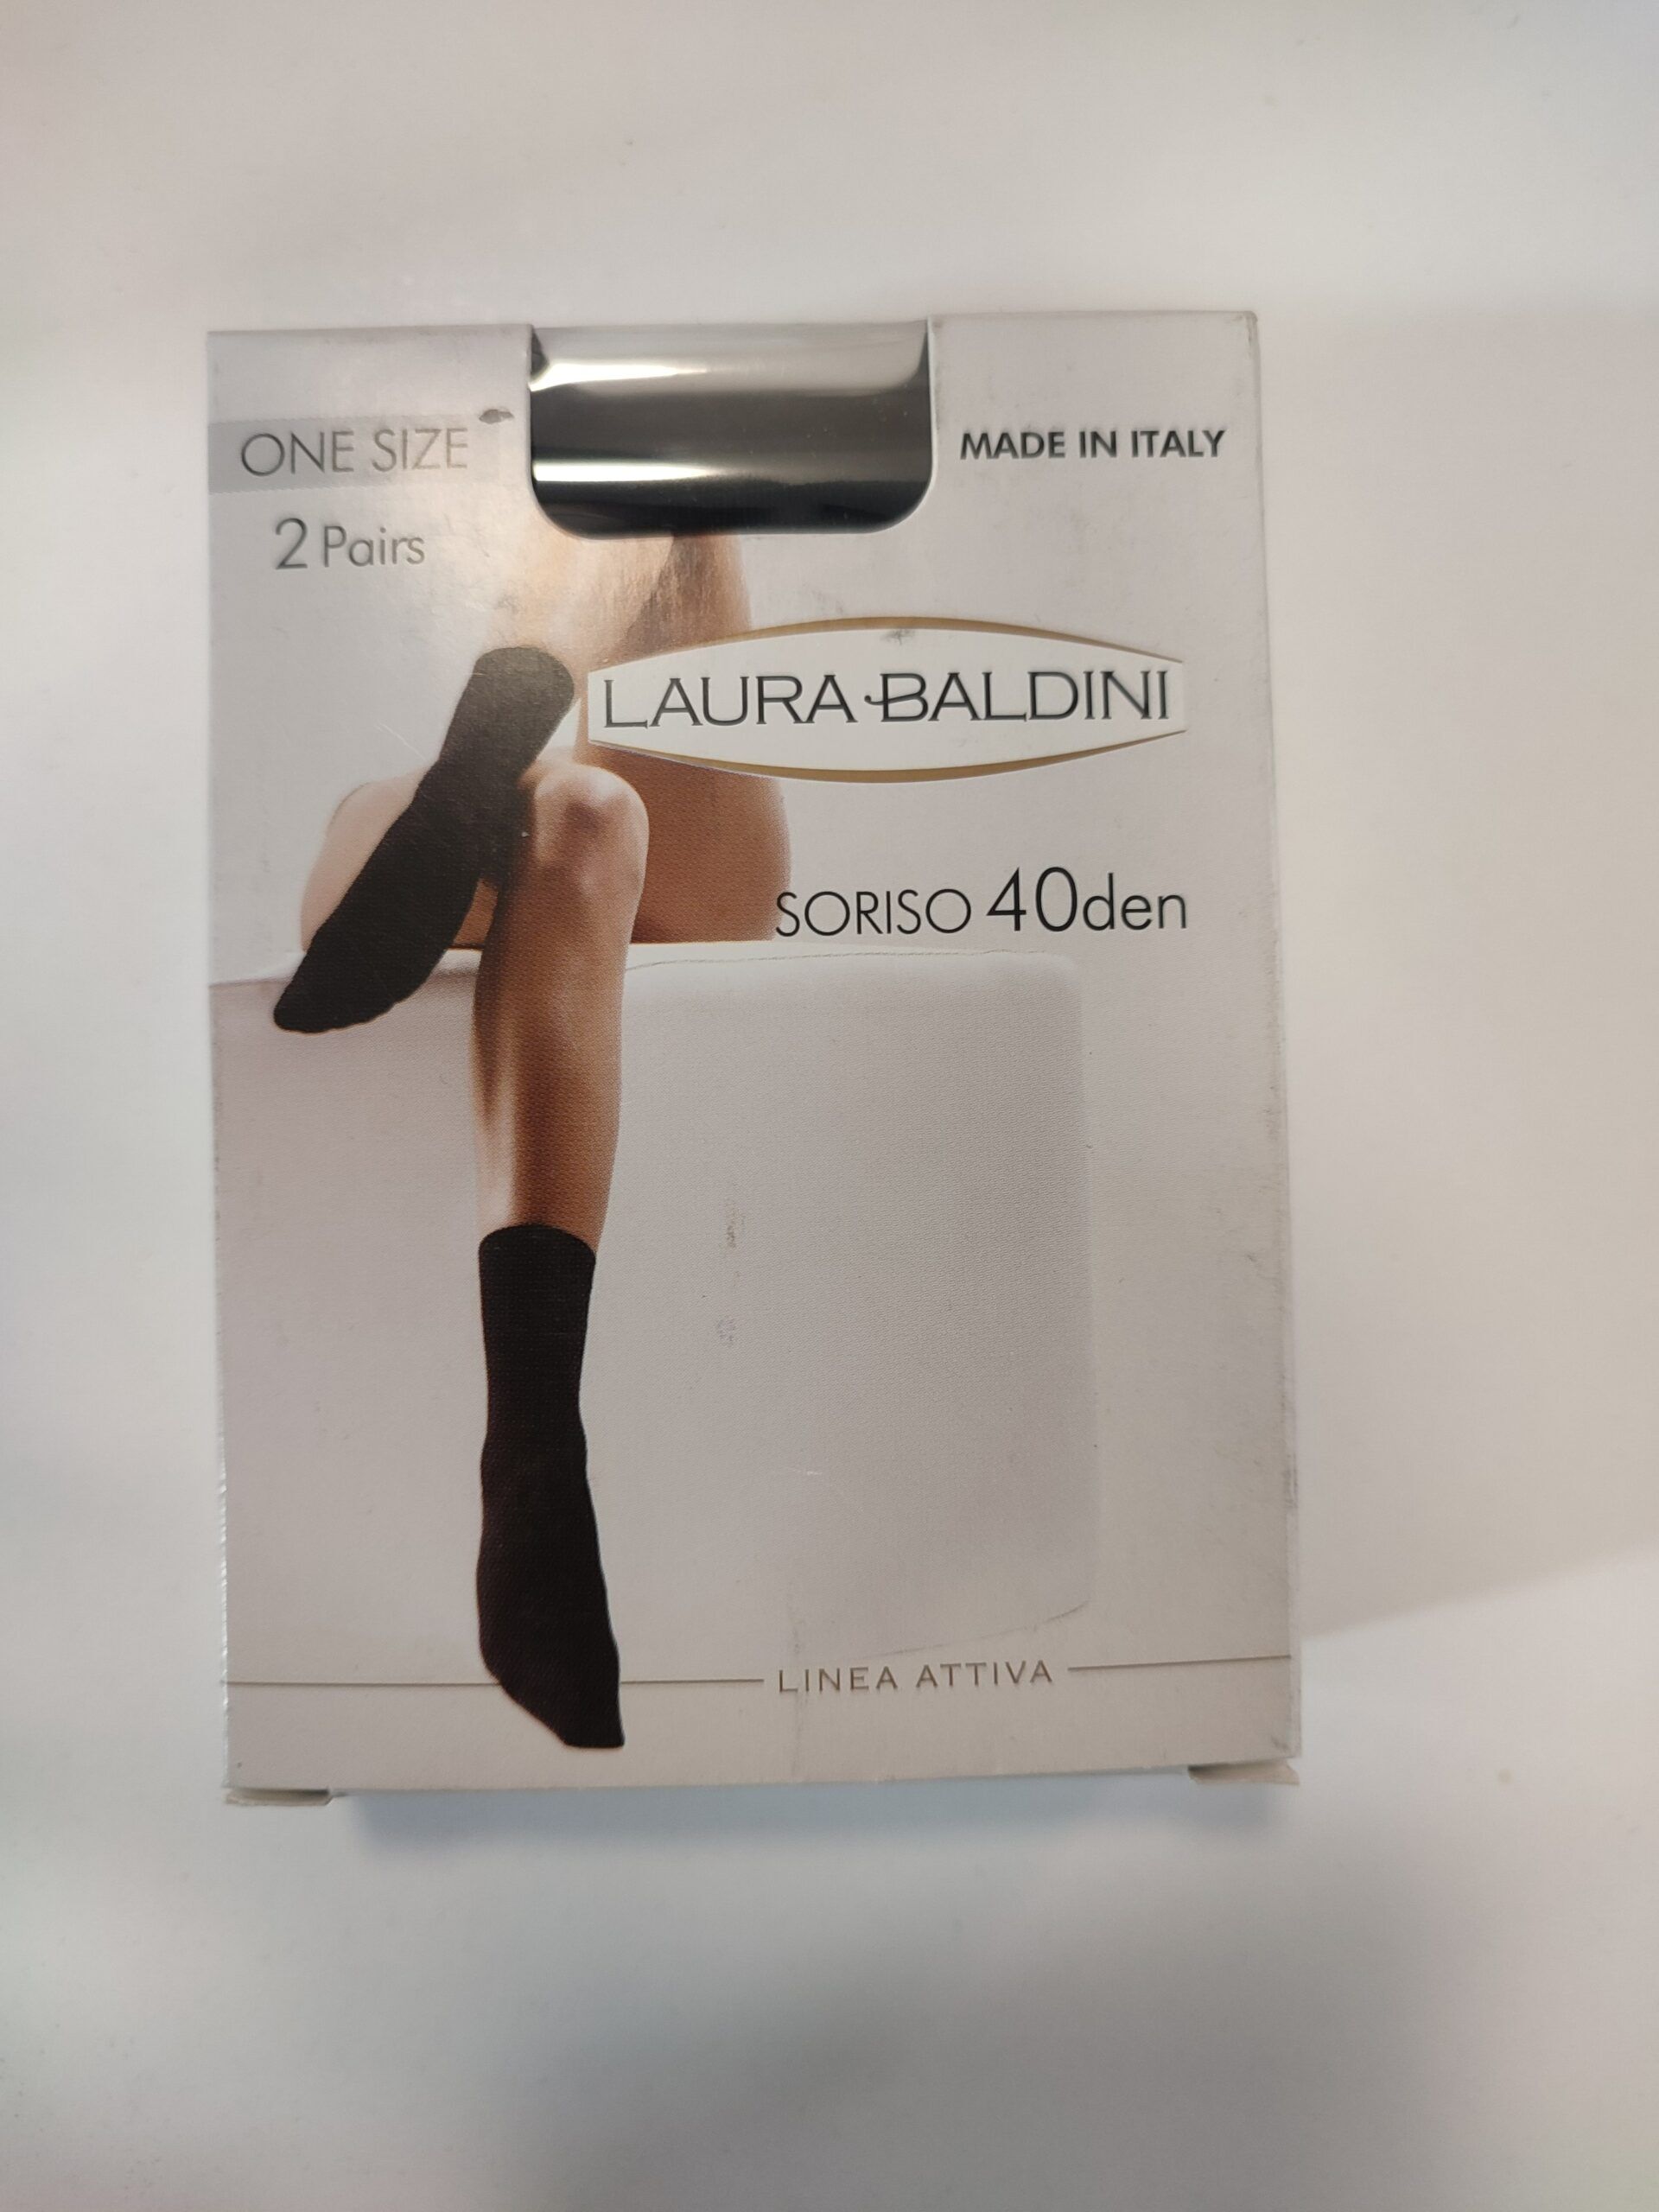 ONE SIZE
MADE IN ITALY
2 Pairs
LAURA BALDINI
SORISO 40den
LINEA ATTIVA